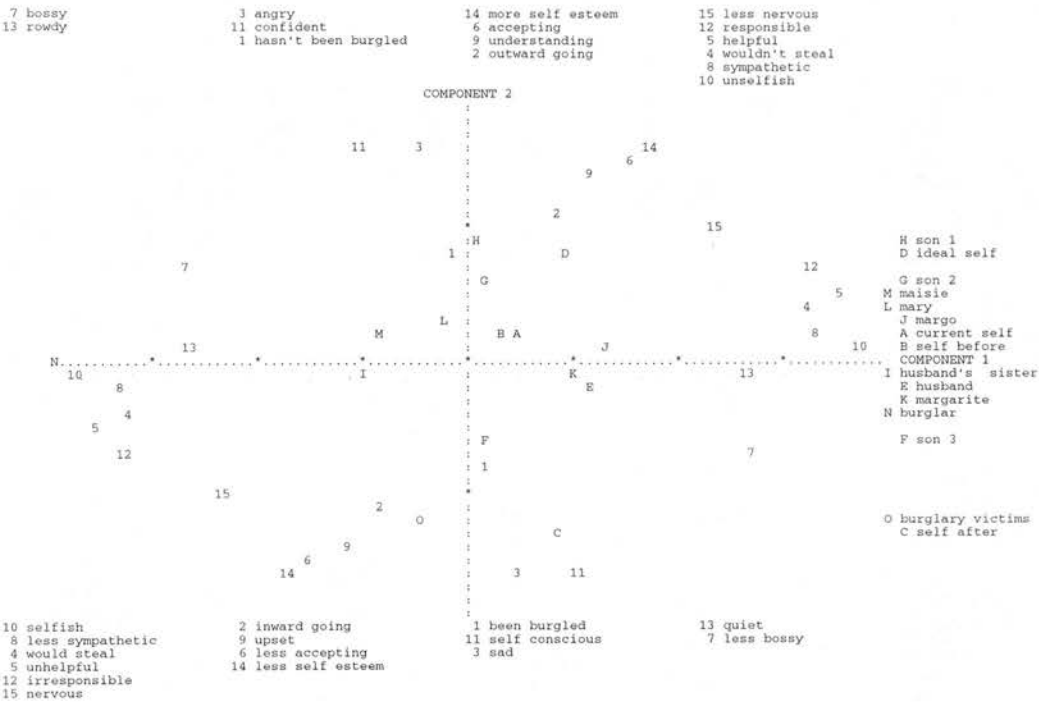 7 bossy 3 angry 14 more self esteem 15 less nervous
13 rowdy 11 confident 6 accepting 12 responsible
1 hasn't been burgled 9 understanding 5 helpful
2 outward going 4 wouldn't steal
8 sympathetic
10 unselfish
COMPONENT 2
11 3 14
6
9
2
15
H H son 1
1 D D ideal self
7 12
G G son 2
5 M maisie
4 L mary
L J margo
M B A 8 A current self
13 J 10 B self before
N COMPONENT 1
10 I K 13 I husband's sister
8 E E husband
K margarite
4 N burglar
5
F F son 3
12 7
1
15
2
O O burglary victims
C C self after
9
6
14 3 11
10 selfish 2 inward going 1 been burgled 13 quiet
8 less sympathetic 9 upset 11 self conscious 7 less bossy
4 would steal 6 less accepting 3 sad
5 unhelpful 14 less self esteem
12 irresponsible
15 nervous